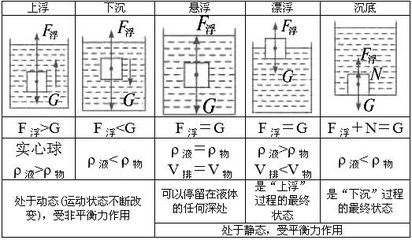 上浮 下沉 悬浮 漂浮 沉底
F浮 F浮 F浮 F浮 F浮
N
G G G G G
F浮>G F浮<G F浮=G F浮=G F浮+N=G
实心球
ρ液>ρ物 ρ液<ρ物 ρ液=ρ物 V排=V物 ρ液>ρ物 V排<V物 ρ液<ρ物
处于动态(运动状态不断改
变)，受非平衡力作用
可以停留在液体
的任何深处
是“上浮”
过程的最终
状态
是“下沉”过程
的最终状态
处于静态，受平衡力作用